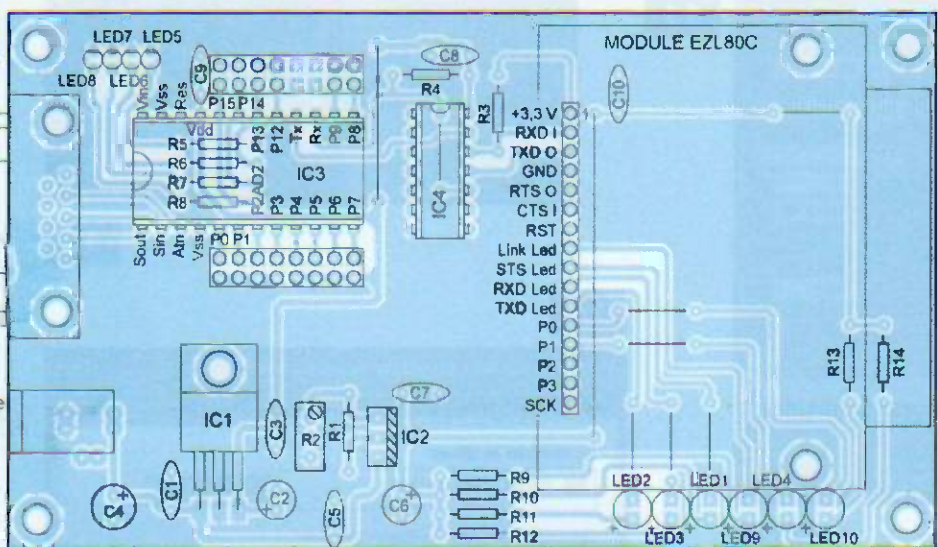 LED7 LED5
LED8 LED6
C9
C8
R4
R3
C10
MODULE EZL80C
Vin Vss Res
P15 P14
Vdd P13 P12 Tx Rx P9 P8
R5
R6
R7
R8
IC3
IC4
P2AD2 P3 P4 P5 P6 P7
Sout Sin Atn Vss
P0 P1
+3,3 V
RXD I
TXD O
GND
RTS O
CTS I
RST
Link Led
STS Led
RXD Led
TXD Led
P0
P1
P2
P3
SCK
R13
R14
IC1
C3
R2
R1
C7
IC2
C4
C1
C2
C5
C6
R9
R10
R11
R12
LED2 LED1 LED4
LED3 LED9 LED10